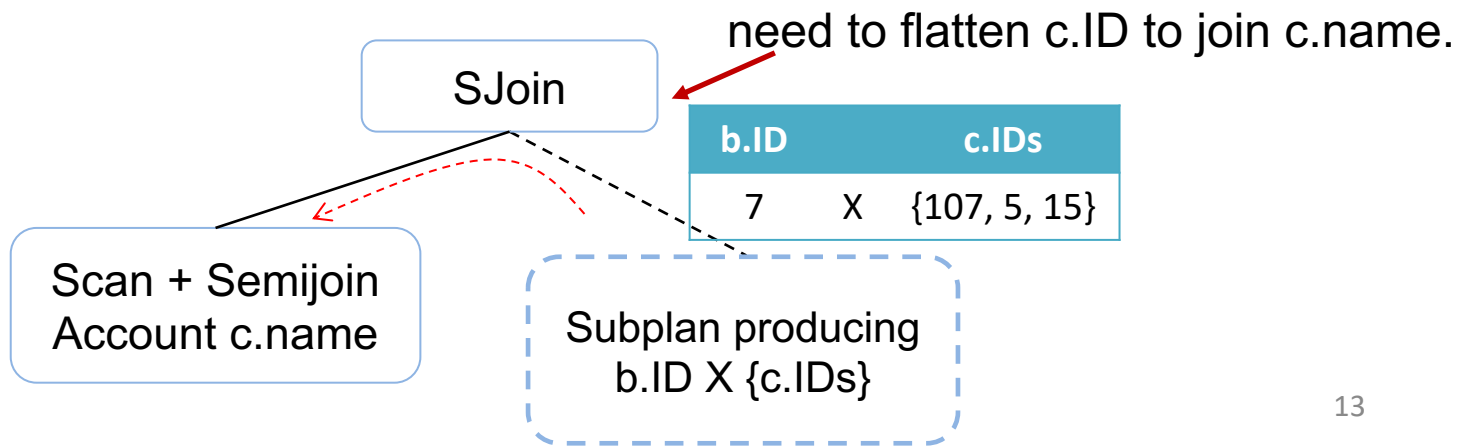 need to flatten c.ID to join c.name.
SJoin
b.ID c.IDs
7 X {107, 5, 15}
Scan + Semijoin
Account c.name
Subplan producing
b.ID X {c.IDs}
13